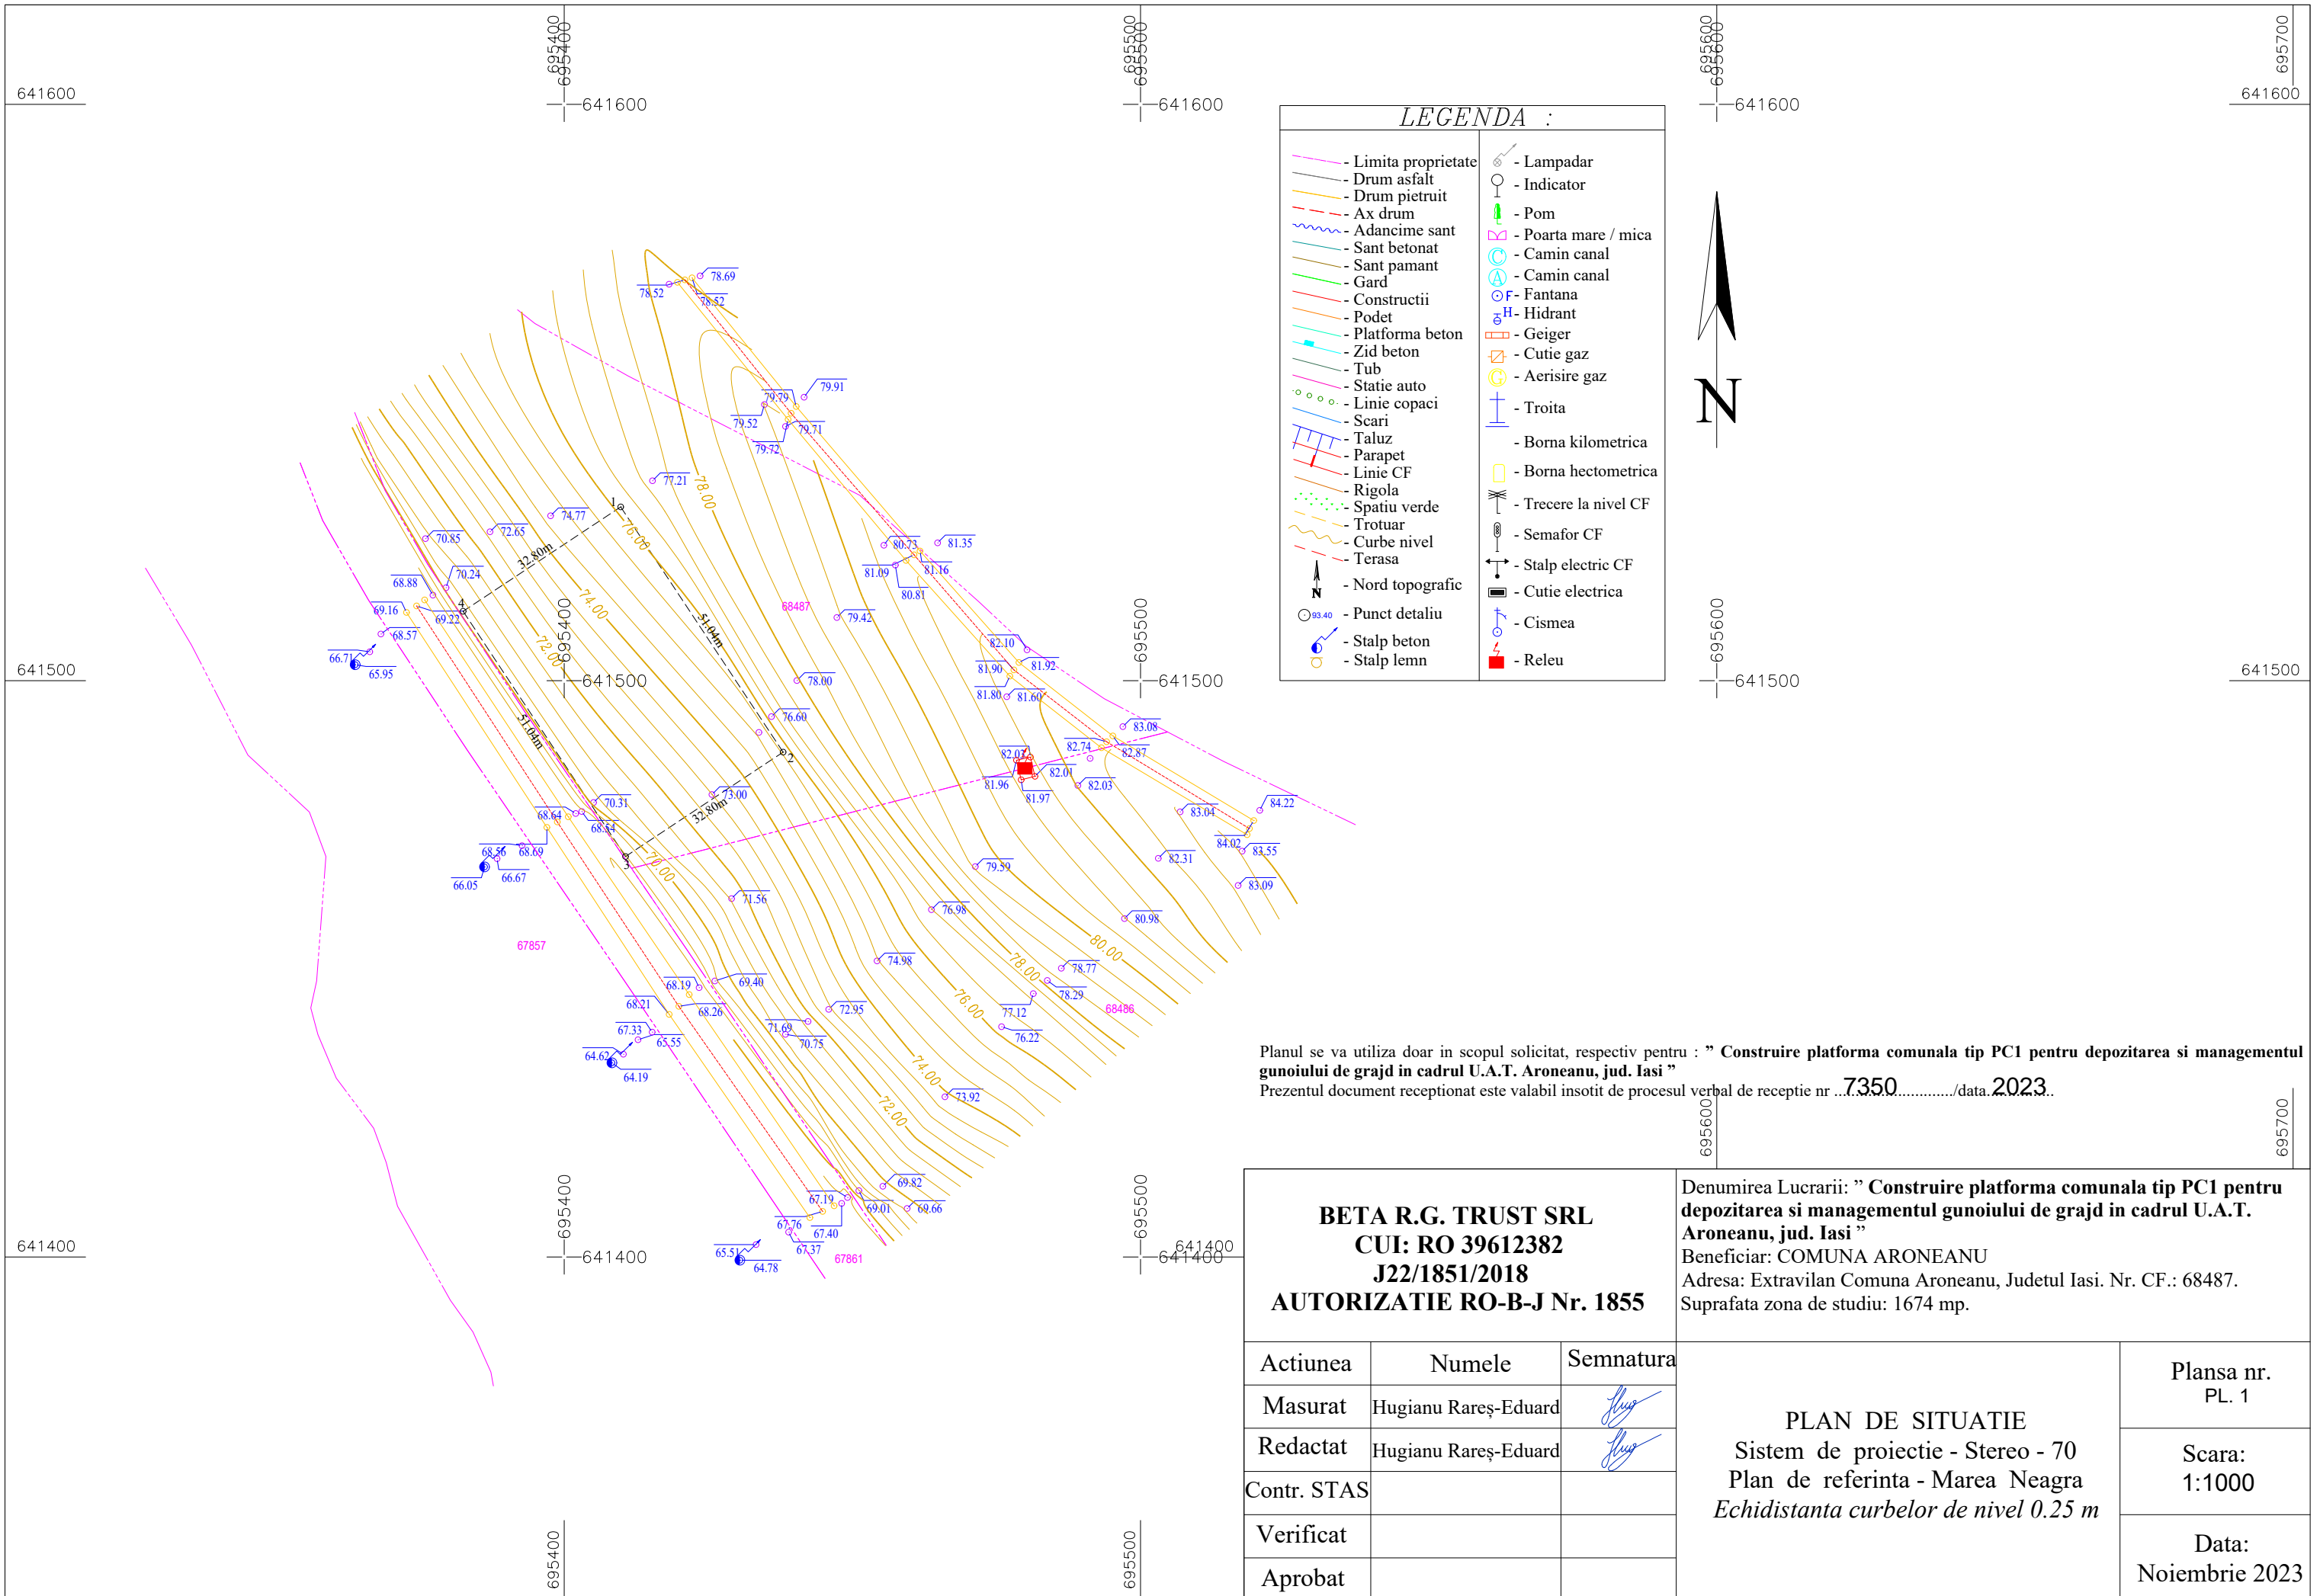 695400
695400
695500
695500
695600
695600
695700
641600
641600
641600
641600
641600
LEGENDA :
- Limita proprietate
- Drum asfalt
- Drum pietruit
- Ax drum
- Adancime sant
- Sant betonat
- Sant pamant
- Gard
- Constructii
- Podet
- Platforma beton
- Zid beton
- Tub
- Statie auto
- Linie copaci
- Scari
- Taluz
- Parapet
- Linie CF
- Rigola
- Spatiu verde
- Trotuar
- Curbe nivel
- Terasa
N - Nord topografic
93.40 - Punct detaliu
- Stalp beton
- Stalp lemn
- Lampadar
- Indicator
- Pom
- Poarta mare / mica
C - Camin canal
A - Camin canal
F - Fantana
H - Hidrant
- Geiger
- Cutie gaz
G - Aerisire gaz
- Troita
- Borna kilometrica
- Borna hectometrica
- Trecere la nivel CF
- Semafor CF
- Stalp electric CF
- Cutie electrica
- Cismea
- Releu
N
78.69
78.52
78.52
79.91
79.79
79.52
79.71
79.72
77.21
78.00
1
76.00
74.77
72.65
70.85
32.80m
80.73
81.35
81.09
81.16
80.81
70.24
68.88
4
69.16
69.22
74.00
68487
79.42
695400
695500
695600
51.04m
68.57
72.00
66.71
65.95
82.10
81.90
81.92
81.80
81.60
78.00
641500
641500
641500
641500
641500
76.60
51.04m
83.08
82.74
82.87
82.03
2
82.01
81.96
81.97
82.03
73.00
32.80m
70.31
68.64
68.54
83.04
84.22
84.02
83.55
68.56
68.69
3
70.00
66.05
66.67
82.31
79.59
83.09
71.56
76.98
80.98
67857
80.00
74.98
78.00
78.77
78.29
69.40
68.19
68.21
68.26
76.00
77.12
68486
72.95
71.69
70.75
76.22
67.33
65.55
64.62
64.19
74.00
73.92
72.00
Planul se va utiliza doar in scopul solicitat, respectiv pentru : ” Construire platforma comunala tip PC1 pentru depozitarea si managementul
gunoiului de grajd in cadrul U.A.T. Aroneanu, jud. Iasi ”
Prezentul document receptionat este valabil insotit de procesul verbal de receptie nr ...7350............/data.2023..
695600
695700
695400
695500
69.82
67.19
69.01
69.66
67.76
67.40
67.37
65.51
64.78
67861
641400
641400
641400
641400
BETA R.G. TRUST SRL
CUI: RO 39612382
J22/1851/2018
AUTORIZATIE RO-B-J Nr. 1855
Denumirea Lucrarii: ” Construire platforma comunala tip PC1 pentru
depozitarea si managementul gunoiului de grajd in cadrul U.A.T.
Aroneanu, jud. Iasi ”
Beneficiar: COMUNA ARONEANU
Adresa: Extravilan Comuna Aroneanu, Judetul Iasi. Nr. CF.: 68487.
Suprafata zona de studiu: 1674 mp.
Actiunea Numele Semnatura
Masurat Hugianu Rareș-Eduard
Redactat Hugianu Rareș-Eduard
Contr. STAS
Verificat
Aprobat
PLAN DE SITUATIE
Sistem de proiectie - Stereo - 70
Plan de referinta - Marea Neagra
Echidistanta curbelor de nivel 0.25 m
Plansa nr.
PL. 1
Scara:
1:1000
Data:
Noiembrie 2023
695400
695500